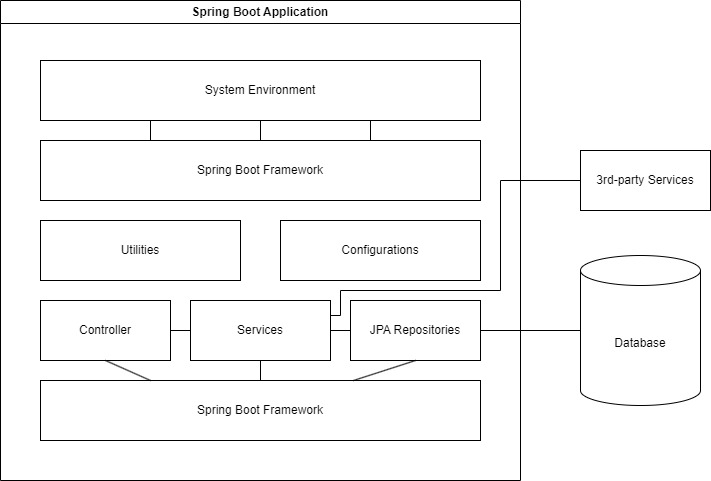 Spring Boot Application
System Environment
Spring Boot Framework
3rd-party Services
Utilities
Configurations
Controller
Services
JPA Repositories
Database
Spring Boot Framework